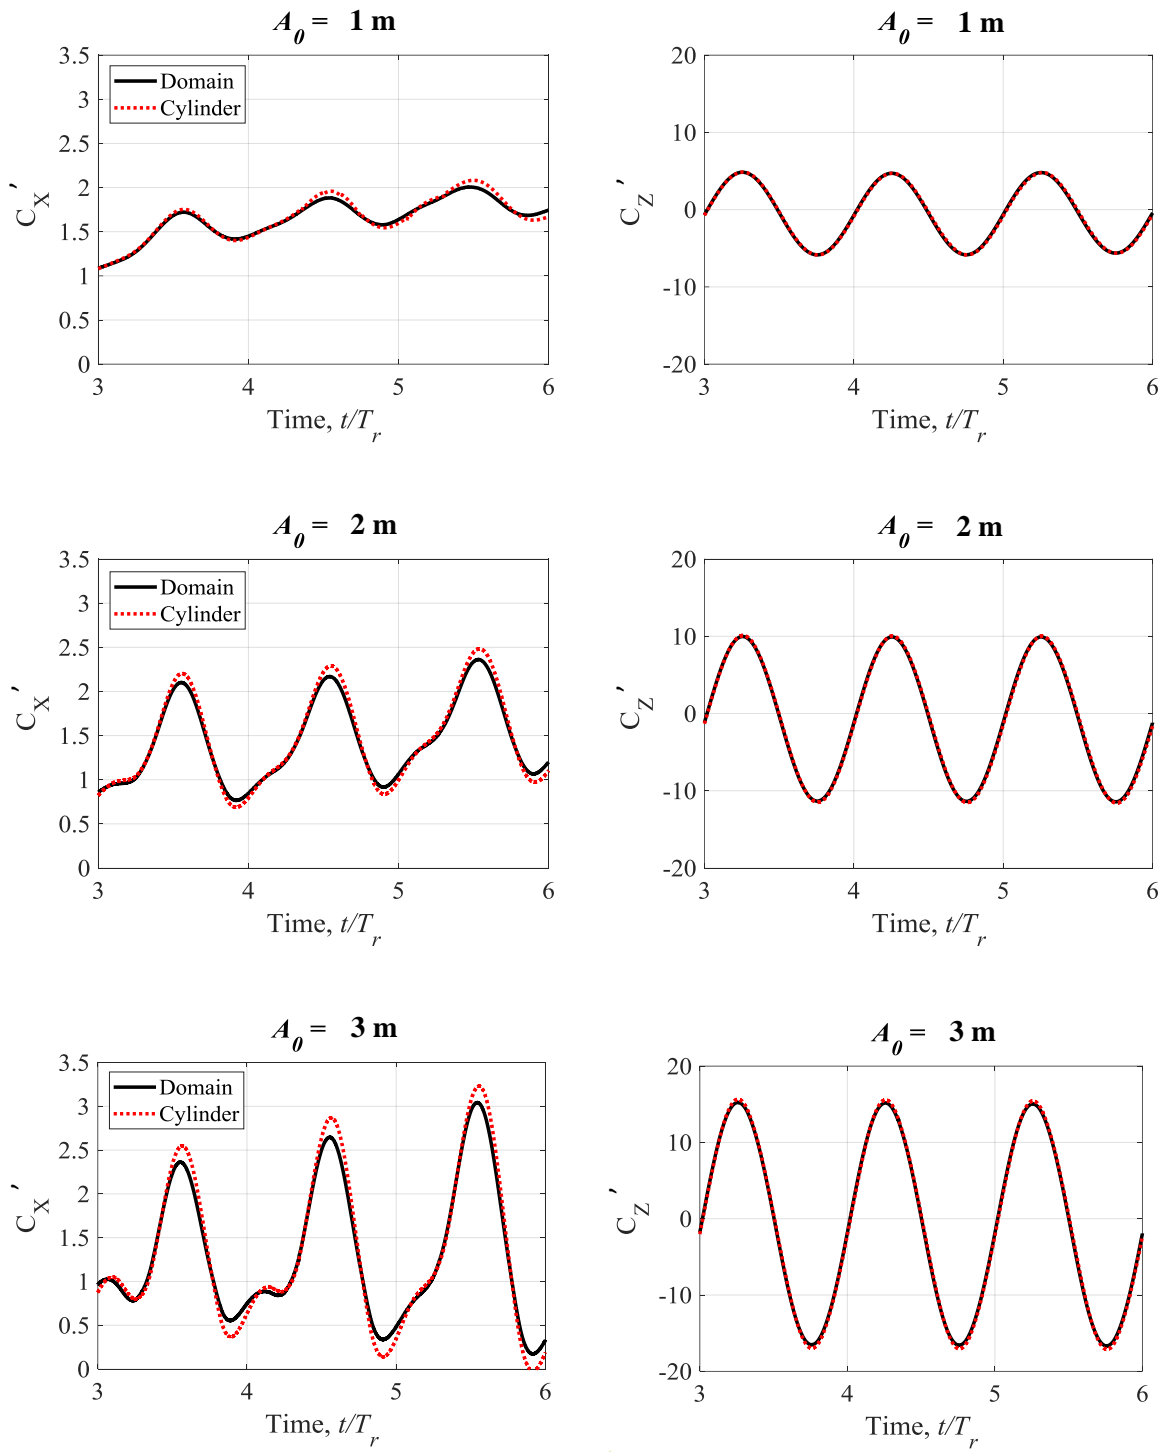 A0 = 1 m
3.5
3
2.5
2
1.5
1
0.5
0
CX′
Domain
Cylinder
3
4
5
6
Time, t/Tr
A0 = 1 m
20
10
0
-10
-20
CZ′
3
4
5
6
Time, t/Tr
A0 = 2 m
3.5
3
2.5
2
1.5
1
0.5
0
CX′
Domain
Cylinder
3
4
5
6
Time, t/Tr
A0 = 2 m
20
10
0
-10
-20
CZ′
3
4
5
6
Time, t/Tr
A0 = 3 m
3.5
3
2.5
2
1.5
1
0.5
0
CX′
Domain
Cylinder
3
4
5
6
Time, t/Tr
A0 = 3 m
20
10
0
-10
-20
CZ′
3
4
5
6
Time, t/Tr